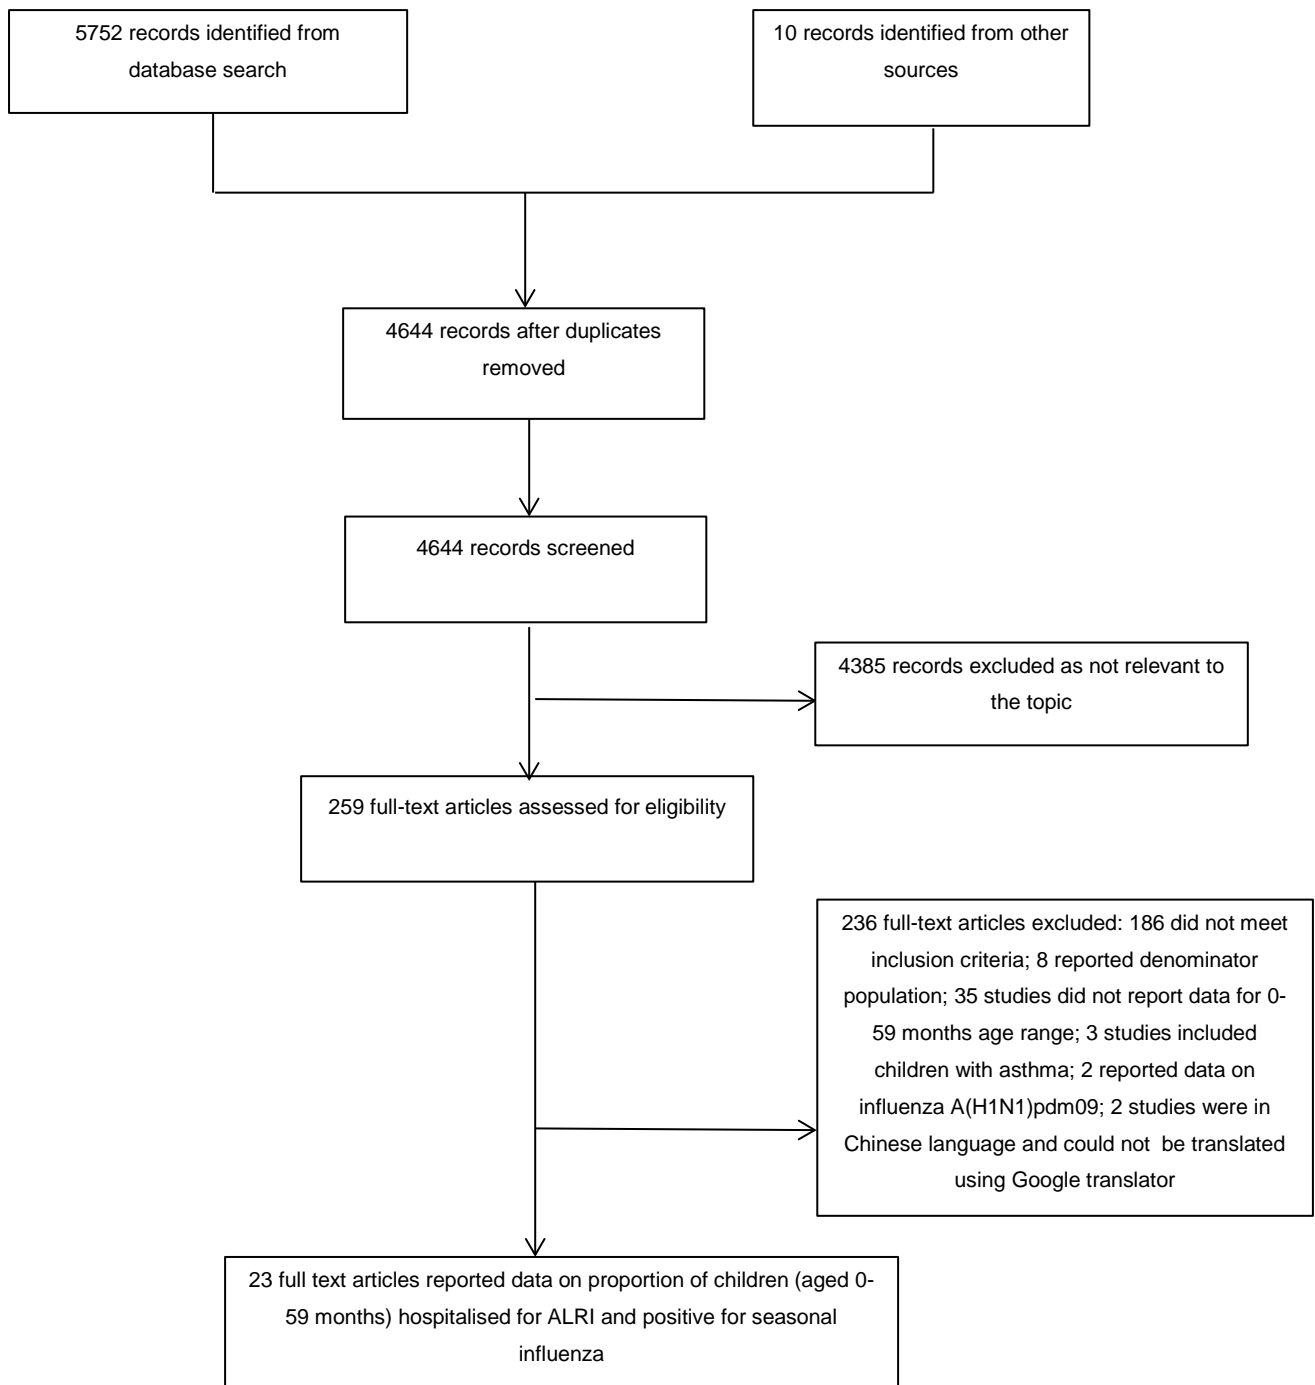 5752 records identified from
database search
10 records identified from other
sources
4644 records after duplicates
removed
4644 records screened
4385 records excluded as not relevant to
the topic
259 full-text articles assessed for eligibility
236 full-text articles excluded: 186 did not meet
inclusion criteria; 8 reported denominator
population; 35 studies did not report data for 0-
59 months age range; 3 studies included
children with asthma; 2 reported data on
influenza A(H1N1)pdm09; 2 studies were in
Chinese language and could not be translated
using Google translator
23 full text articles reported data on proportion of children (aged 0-
59 months) hospitalised for ALRI and positive for seasonal
influenza